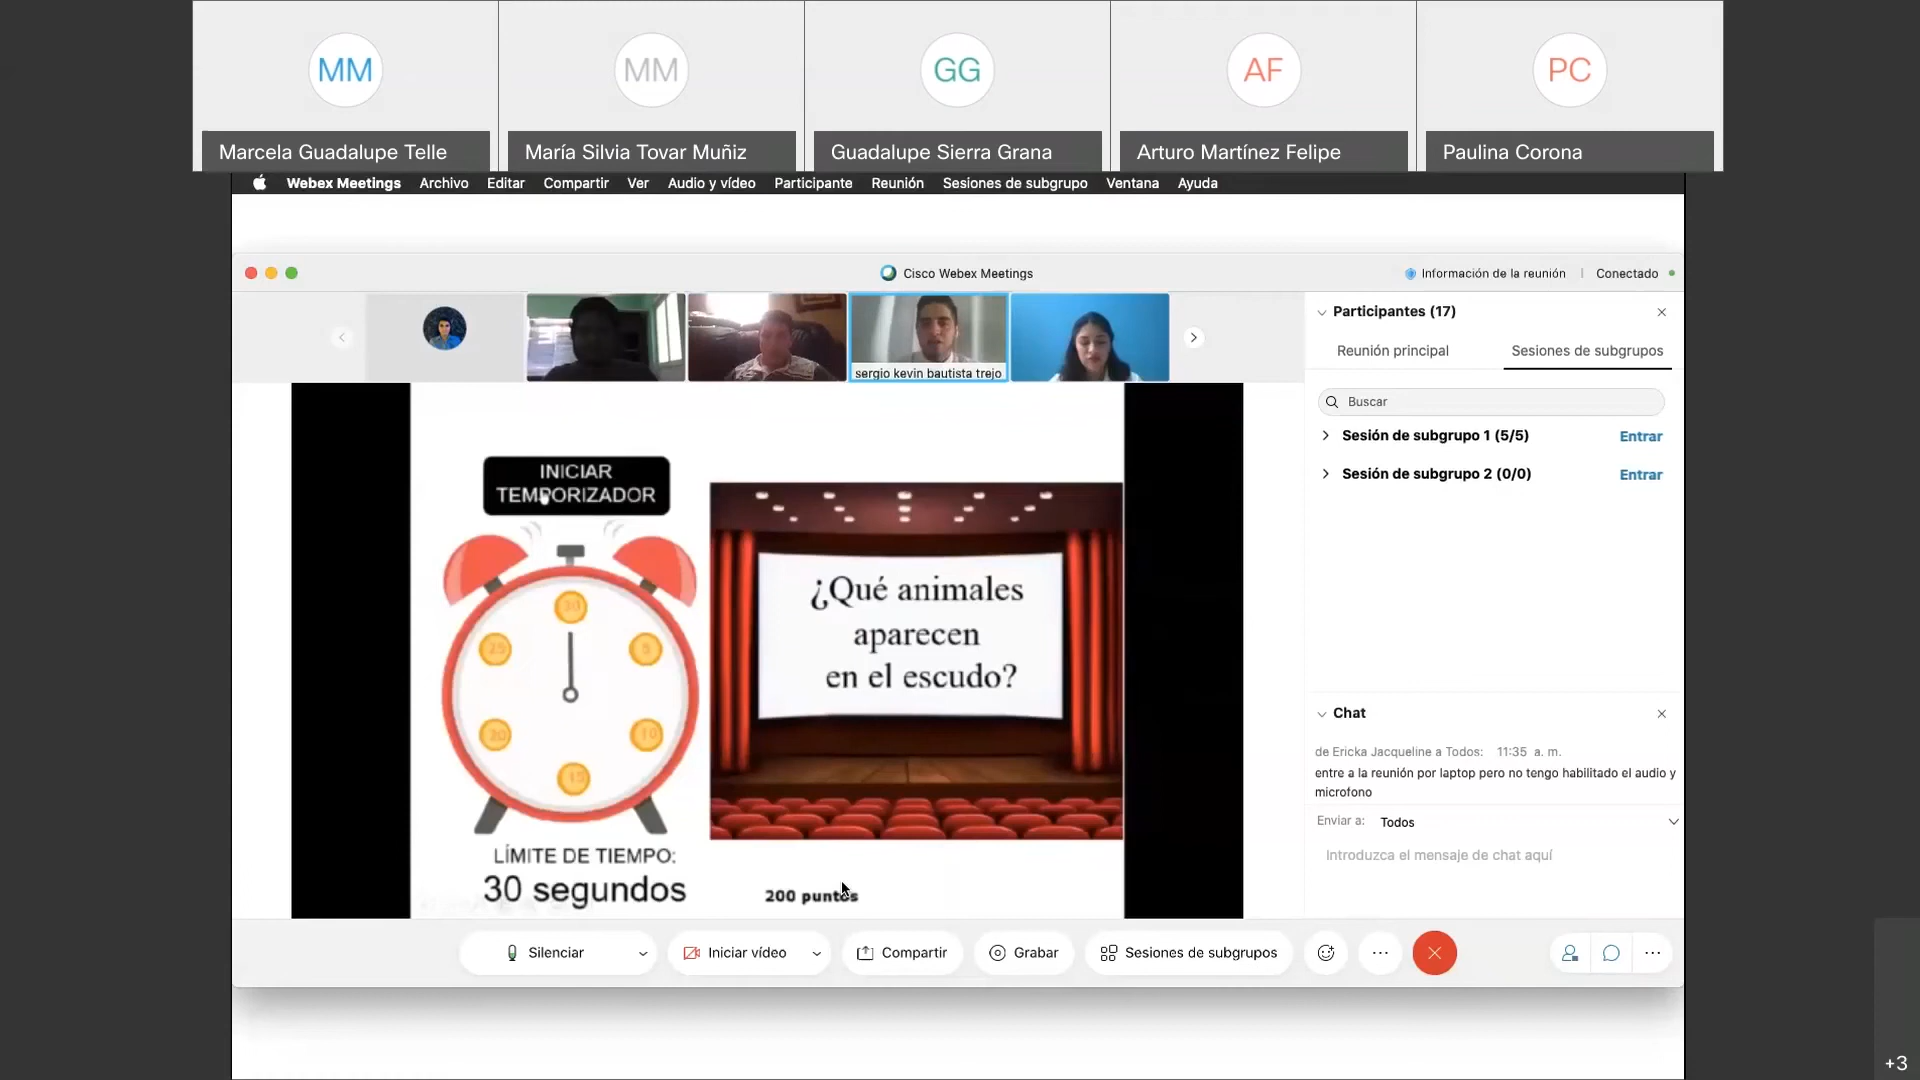 MM
MM
GG
AF
PC
Marcela Guadalupe Telle
María Silvia Tovar Muñiz
Guadalupe Sierra Grana
Arturo Martínez Felipe
Paulina Corona
Webex Meetings Archivo Editar Compartir Ver Audio y vídeo Participante Reunión Sesiones de subgrupo Ventana Ayuda
Cisco Webex Meetings
Información de la reunión
Conectado
sergio kevin bautista trejo
Participantes (17)
Reunión principal
Sesiones de subgrupos
Buscar
Sesión de subgrupo 1 (5/5)
Entrar
Sesión de subgrupo 2 (0/0)
Entrar
INICIAR
TEMPORIZADOR
30
25
5
20
10
15
LÍMITE DE TIEMPO:
30 segundos
¿Qué animales
aparecen
en el escudo?
200 puntos
Chat
de Ericka Jacqueline a Todos: 11:35 a. m.
entre a la reunión por laptop pero no tengo habilitado el audio y
microfono
Enviar a: Todos
Introduzca el mensaje de chat aquí
Silenciar
Iniciar vídeo
Compartir
Grabar
Sesiones de subgrupos
+3